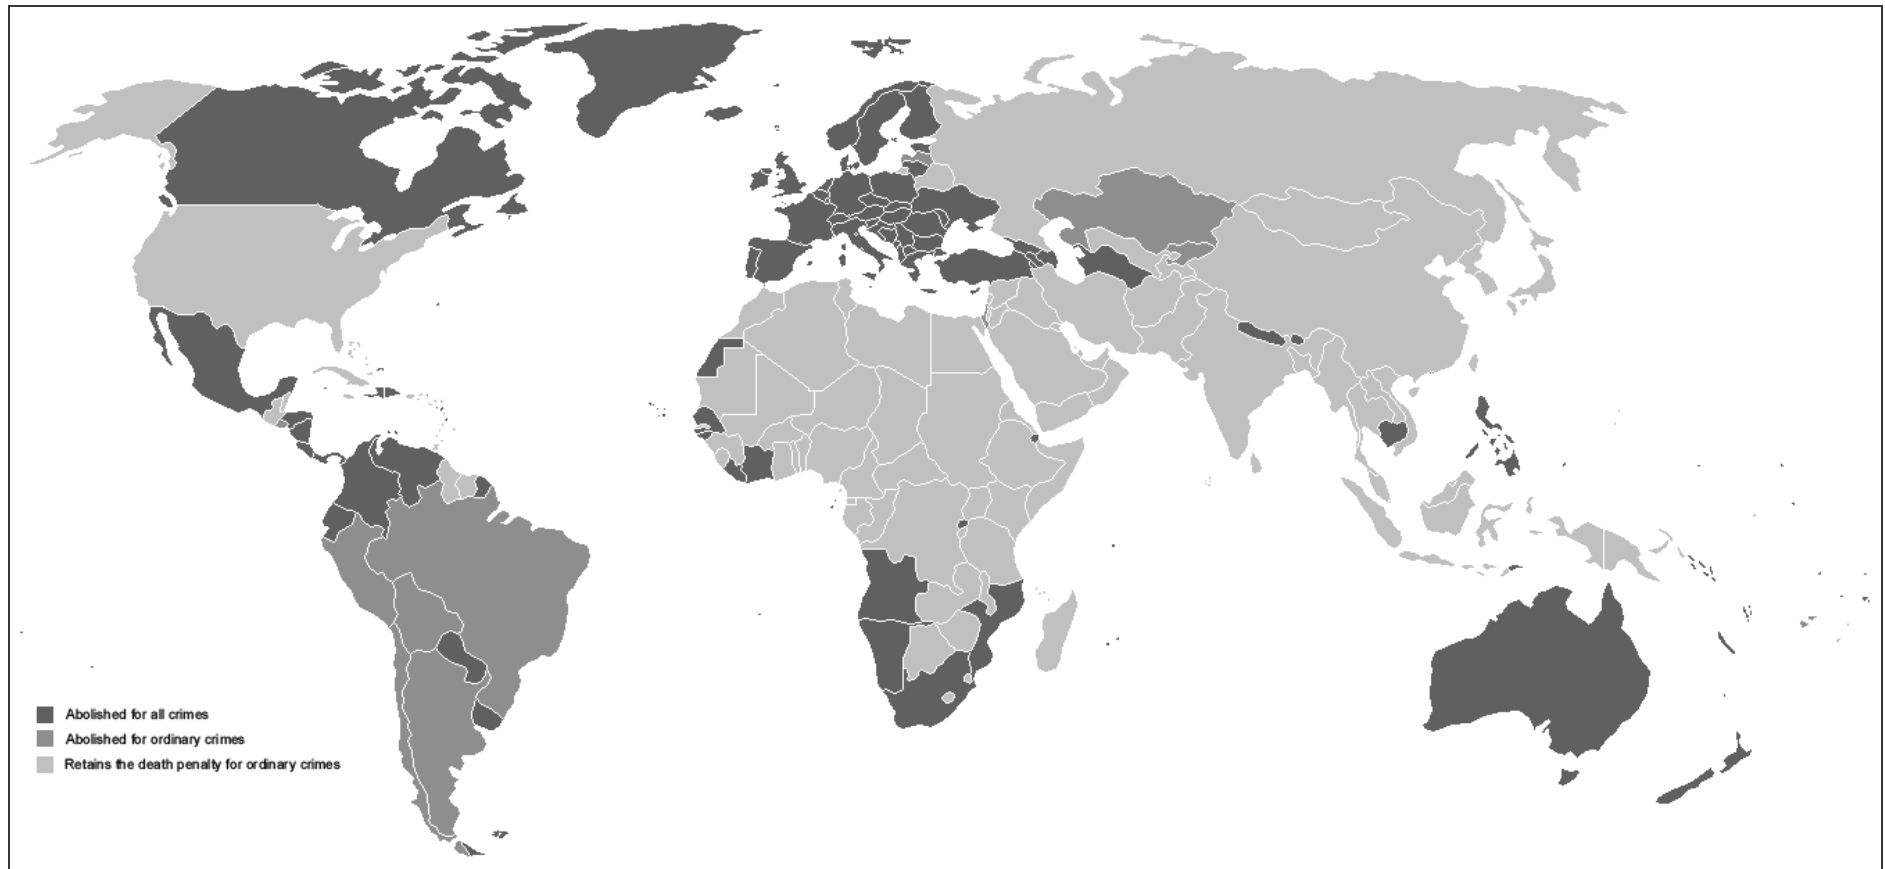 Abolished for all crimes
Abolished for ordinary crimes
Retains the death penalty for ordinary crimes